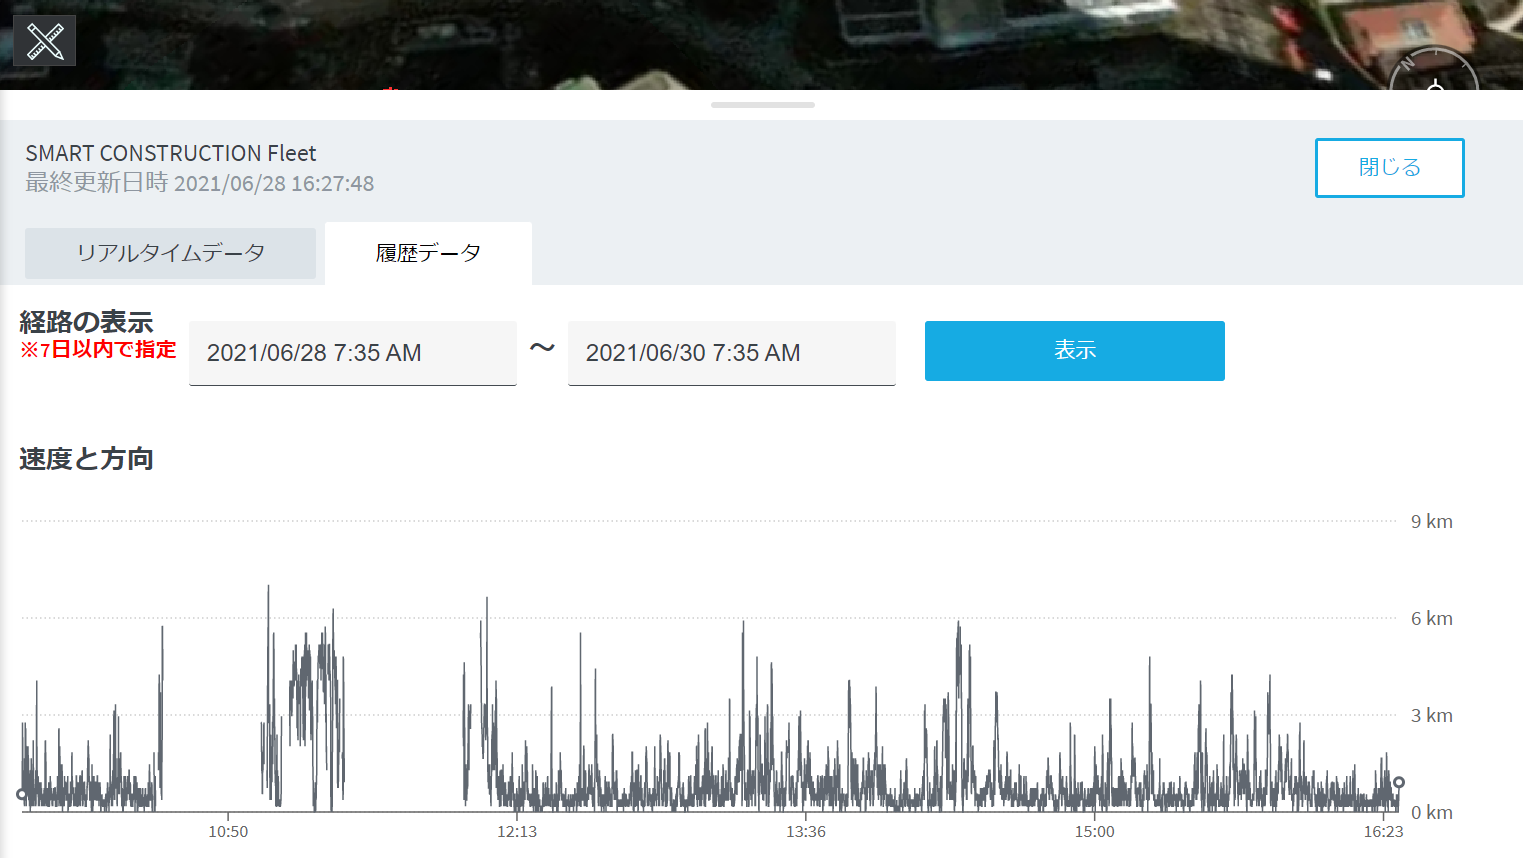 N
SMART CONSTRUCTION Fleet
最終更新日時 2021/06/28 16:27:48
閉じる
リアルタイムデータ
履歴データ
経路の表示
※7日以内で指定
2021/06/28 7:35 AM
～
2021/06/30 7:35 AM
表示
速度と方向
9 km
6 km
3 km
0 km
10:50
12:13
13:36
15:00
16:23